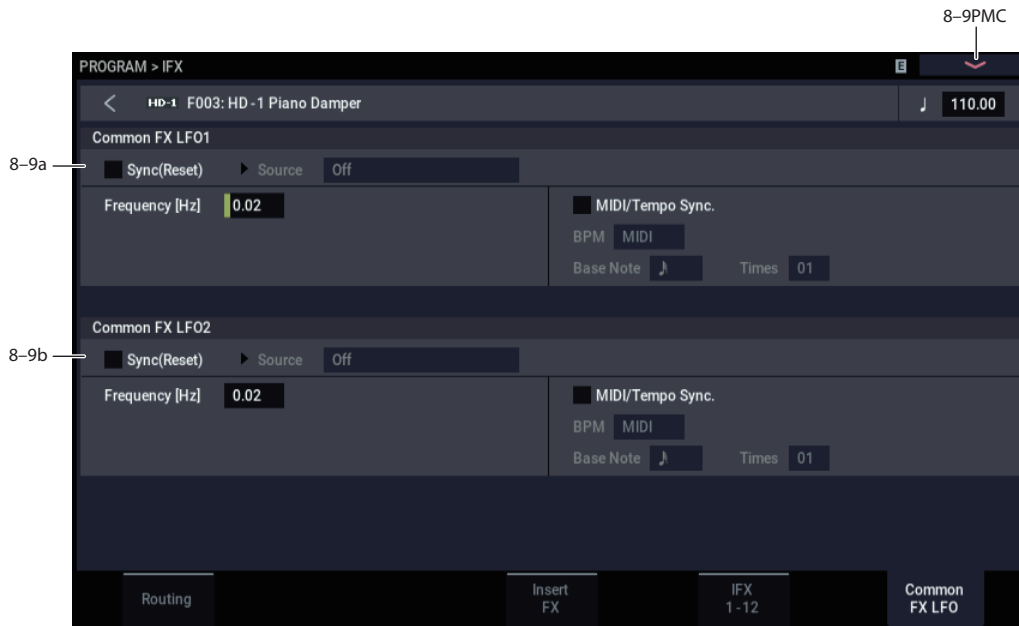 8–9PMC
PROGRAM > IFX
E
HD-1 F003: HD-1 Piano Damper
110.00
Common FX LFO1
8–9a
Sync(Reset)
Source
Off
Frequency [Hz]
0.02
MIDI/Tempo Sync.
BPM
MIDI
Base Note
Times
01
Common FX LFO2
8–9b
Sync(Reset)
Source
Off
Frequency [Hz]
0.02
MIDI/Tempo Sync.
BPM
MIDI
Base Note
Times
01
Routing
Insert
FX
IFX
1-12
Common
FX LFO